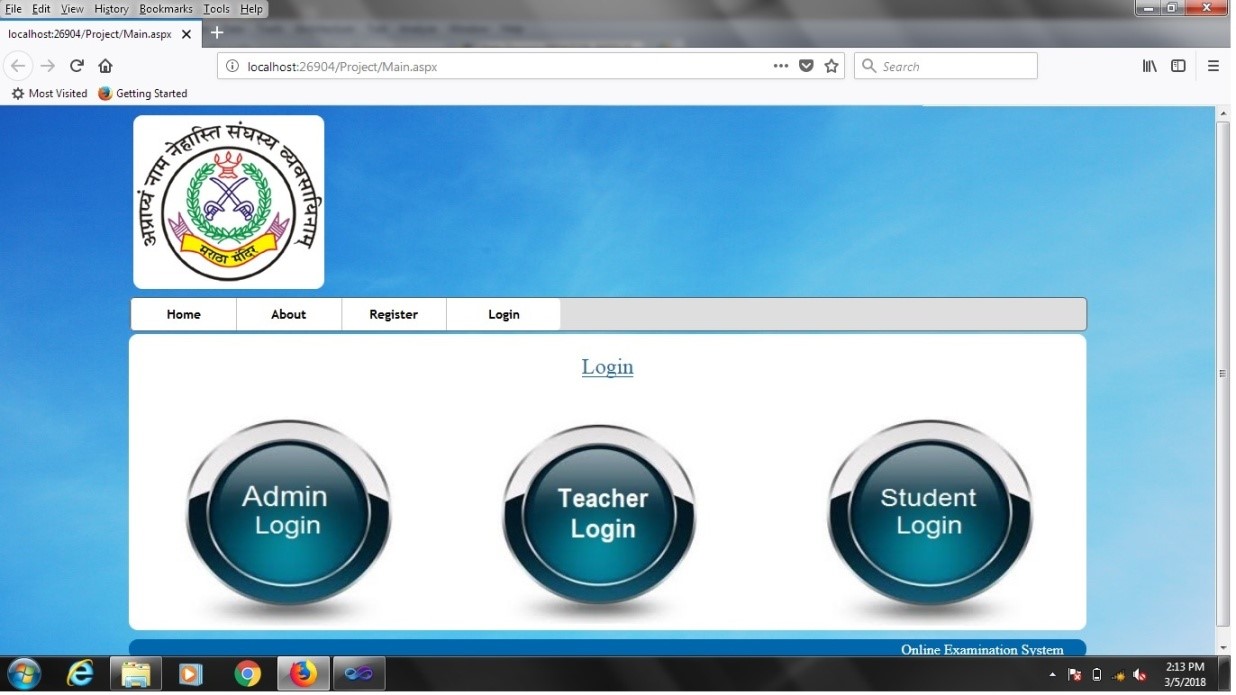 File Edit View History Bookmarks Tools Help
localhost:26904/Project/Main.aspx
localhost:26904/Project/Main.aspx
Search
Most Visited Getting Started
अप्राप्यं नाम नेहास्ति संघस्य व्यवसायिनाम्
मराठा मंदिर
Home About Register Login
Login
Admin Login
Teacher Login
Student Login
Online Examination System
2:13 PM
3/5/2018